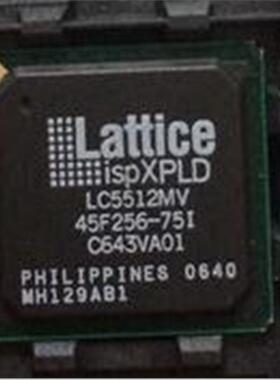 Lattice
ispXPLD
LC5512MV
45F256-75I
C643VA01
PHILIPPINES 0640
MH129AB1